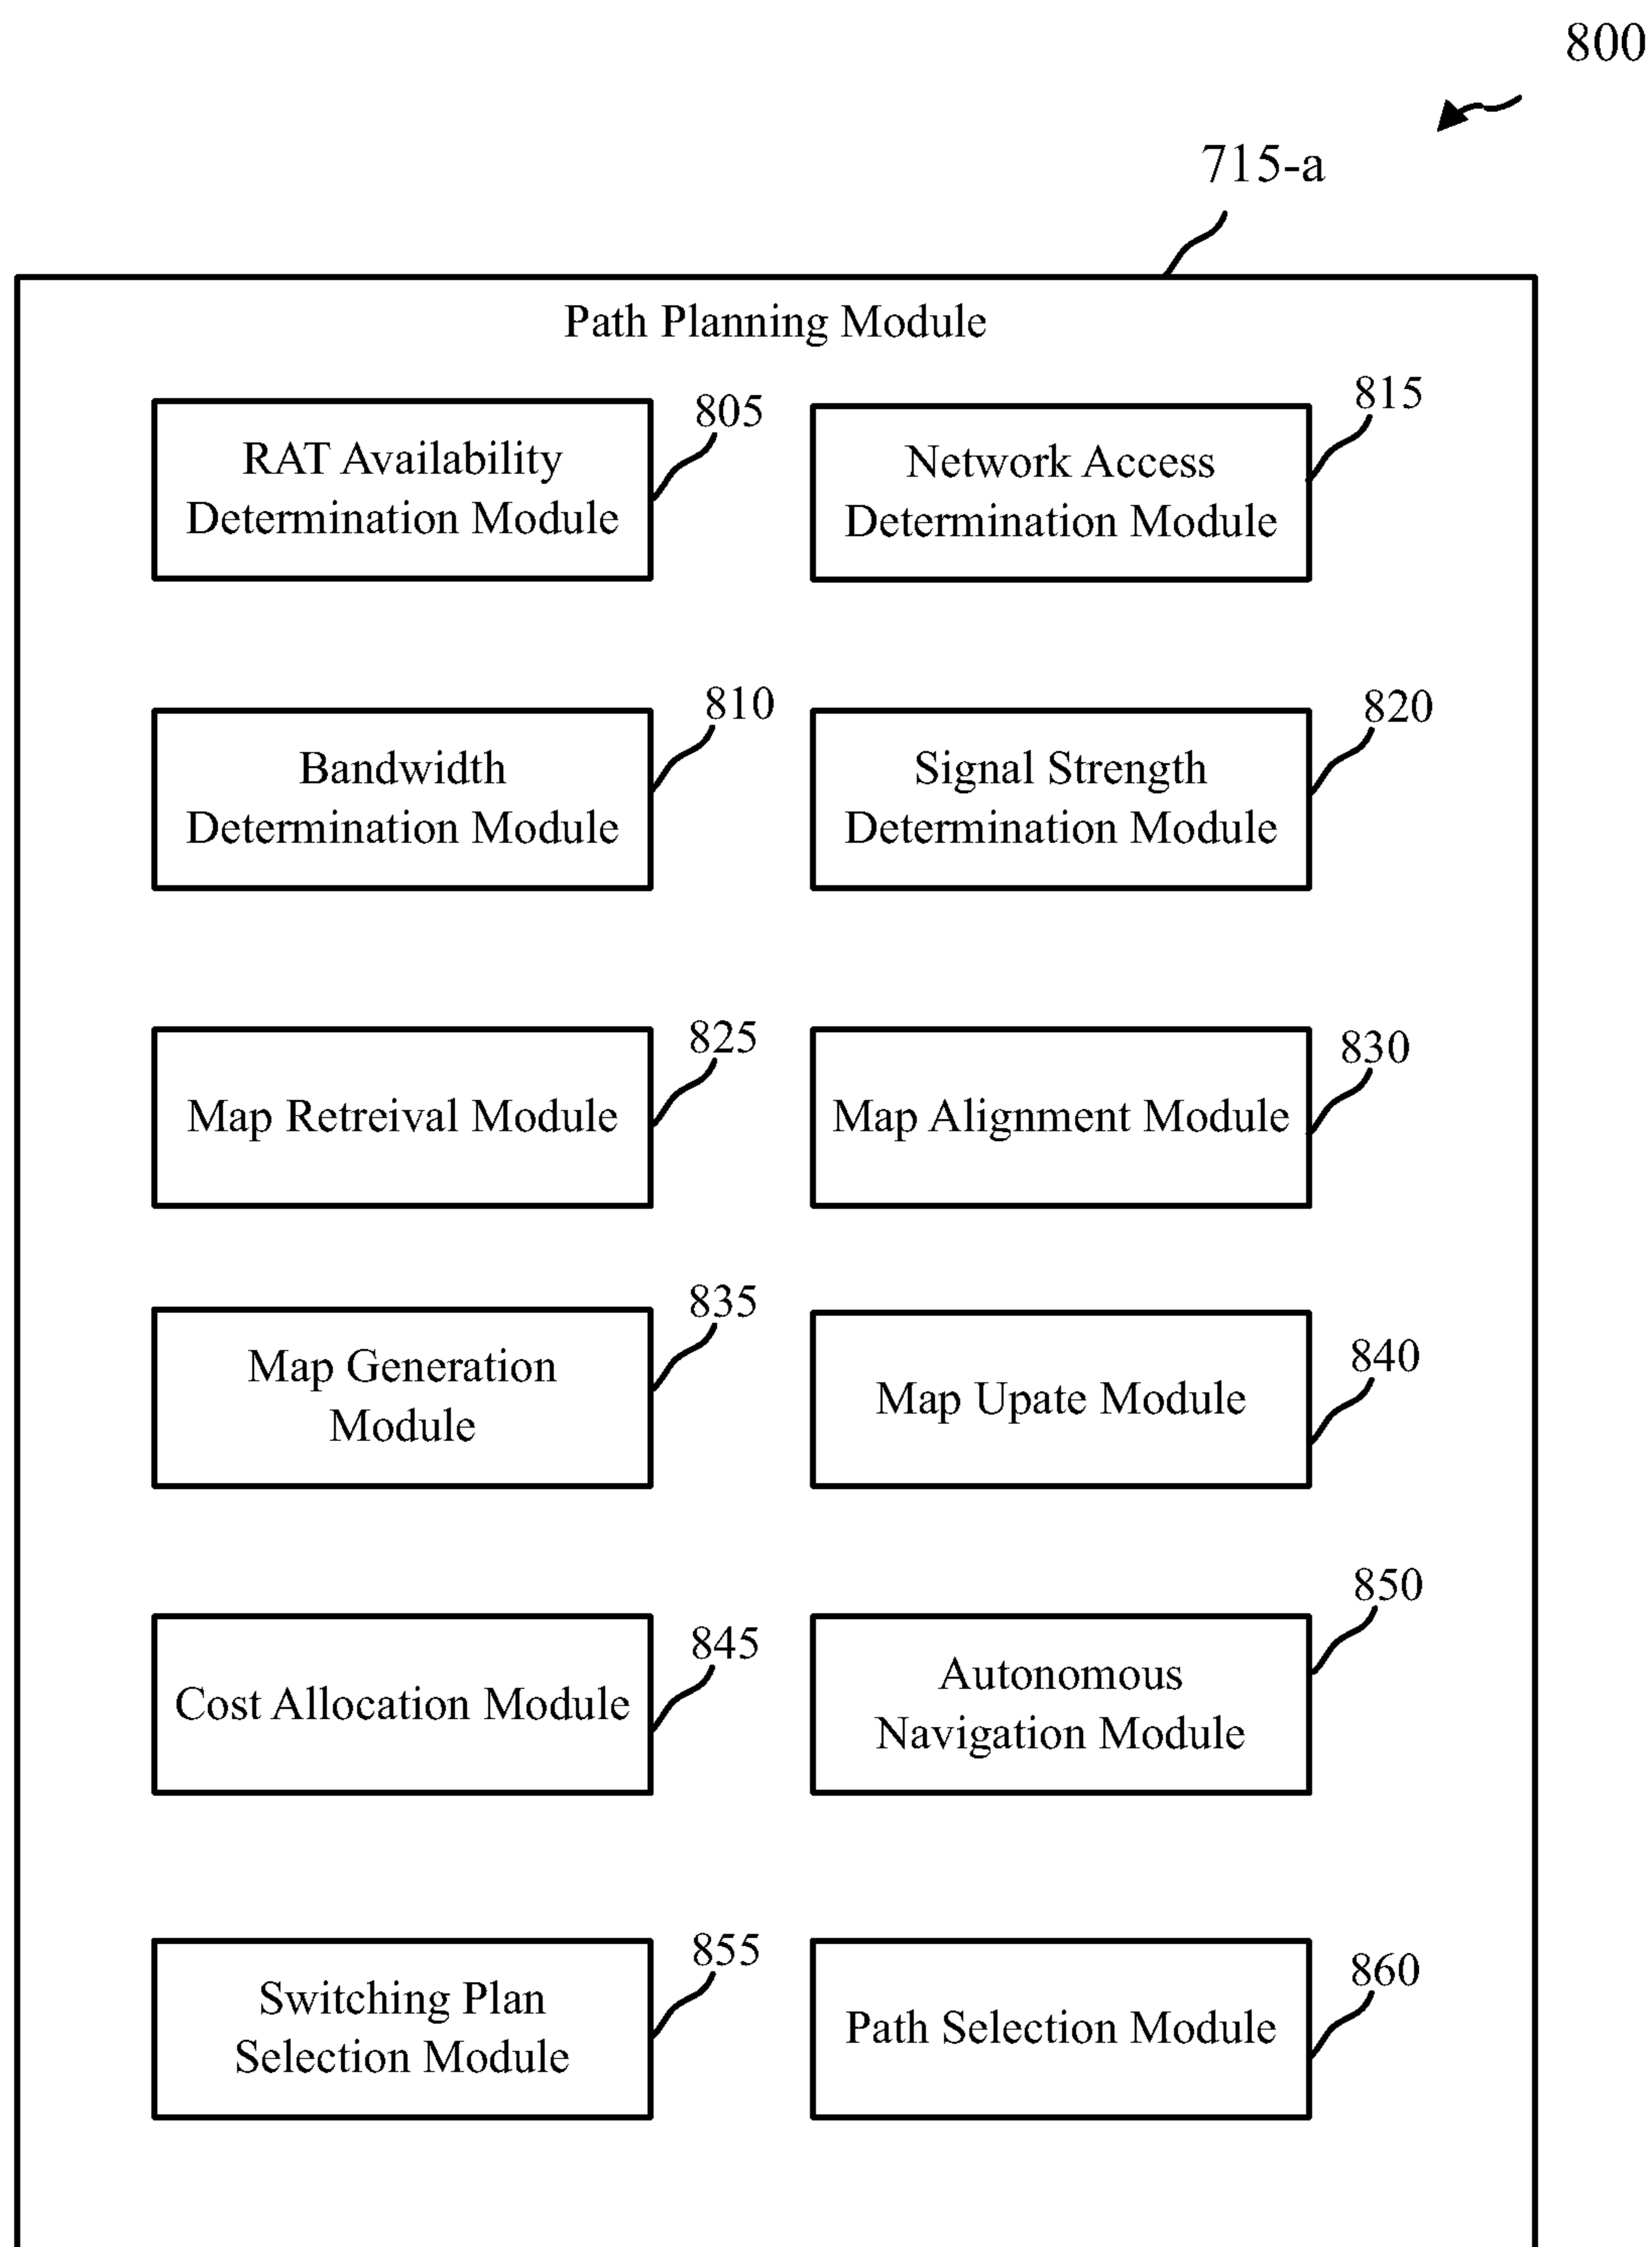 800
715-a
Path Planning Module
805
RAT Availability
Determination Module
815
Network Access
Determination Module
810
Bandwidth
Determination Module
820
Signal Strength
Determination Module
825
Map Retreival Module
830
Map Alignment Module
835
Map Generation
Module
840
Map Upate Module
845
Cost Allocation Module
850
Autonomous
Navigation Module
855
Switching Plan
Selection Module
860
Path Selection Module